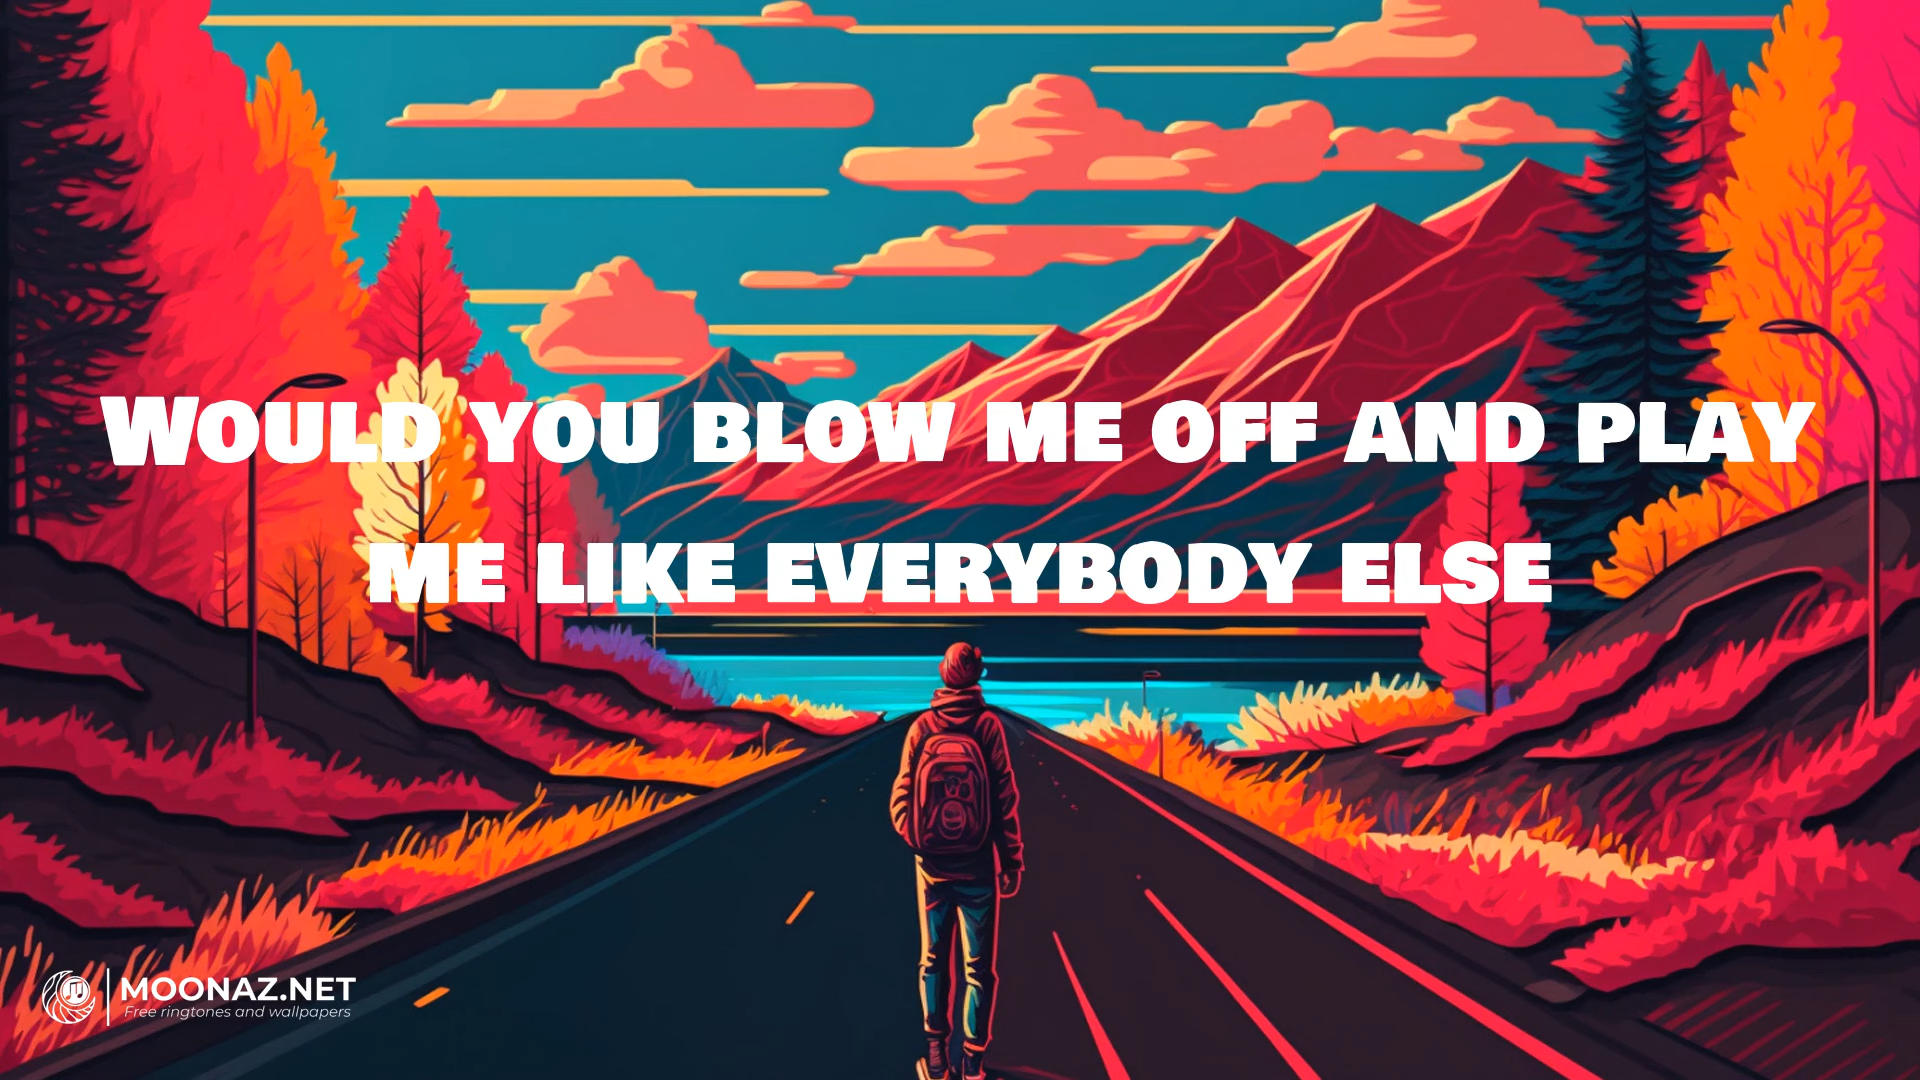 Would you blow me off and play
me like everybody else
MOONAZ.NET
Free ringtones and wallpapers